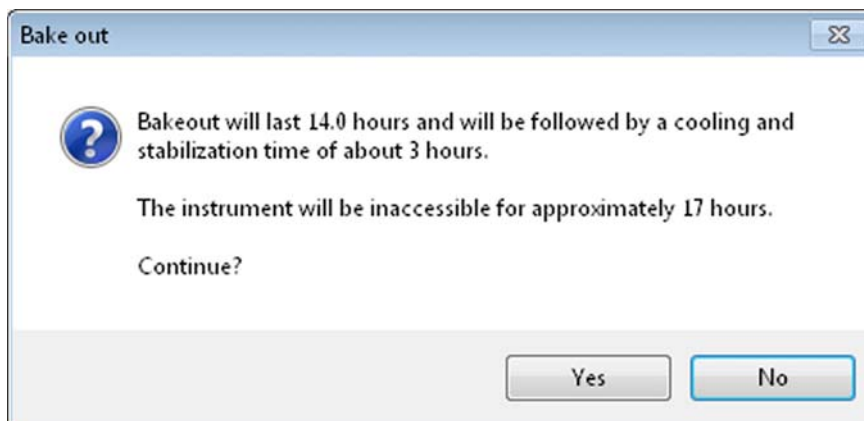 Bake out
Bakeout will last 14.0 hours and will be followed by a cooling and
stabilization time of about 3 hours.
The instrument will be inaccessible for approximately 17 hours.
Continue?
Yes
No